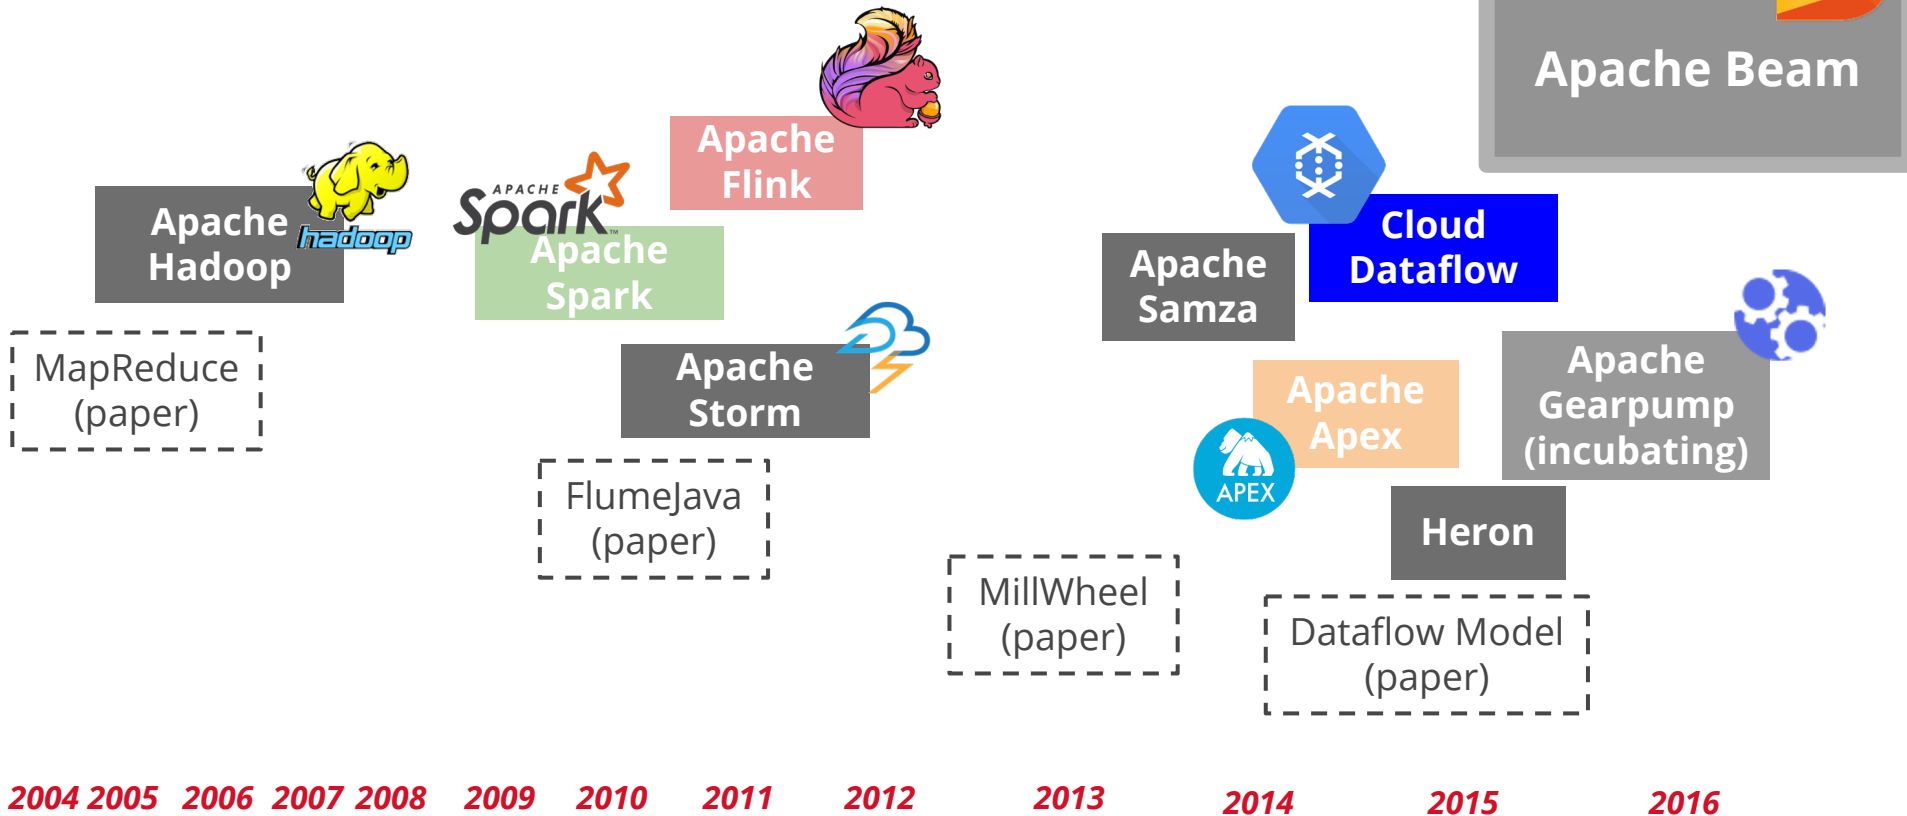 Apache Beam
Apache
Flink
APACHE
Spark™
Apache
Hadoop
hadoop
Apache
Spark
Cloud
Dataflow
Apache
Samza
MapReduce
(paper)
Apache
Storm
Apache
Apex
APEX
Apache
Gearpump
(incubating)
FlumeJava
(paper)
Heron
MillWheel
(paper)
Dataflow Model
(paper)
2004 2005 2006 2007 2008 2009 2010 2011 2012 2013 2014 2015 2016